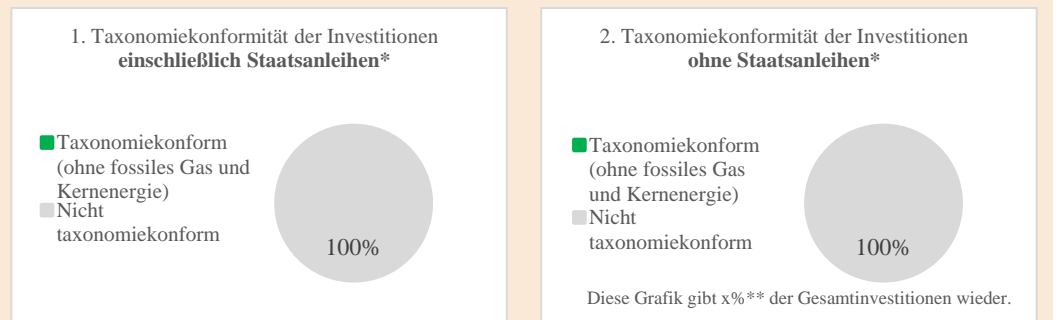 1. Taxonomiekonformität der Investitionen
einschließlich Staatsanleihen*
Taxonomiekonform
(ohne fossiles Gas und
Kernenergie)
Nicht
taxonomiekonform
100%
2. Taxonomiekonformität der Investitionen
ohne Staatsanleihen*
Taxonomiekonform
(ohne fossiles Gas
und Kernenergie)
Nicht
taxonomiekonform
100%
Diese Grafik gibt x%** der Gesamtinvestitionen wieder.